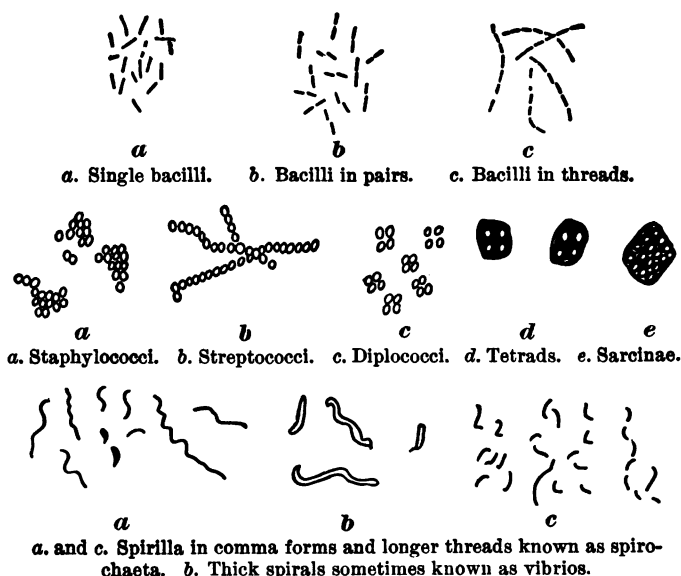 a b c
a. Single bacilli. b. Bacilli in pairs. c. Bacilli in threads.
a b c d e
a. Staphylococci. b. Streptococci. c. Diplococci. d. Tetrads. e. Sarcinae.
a b c
a. and c. Spirilla in comma forms and longer threads known as spiro-
chaeta. b. Thick spirals sometimes known as vibrios.